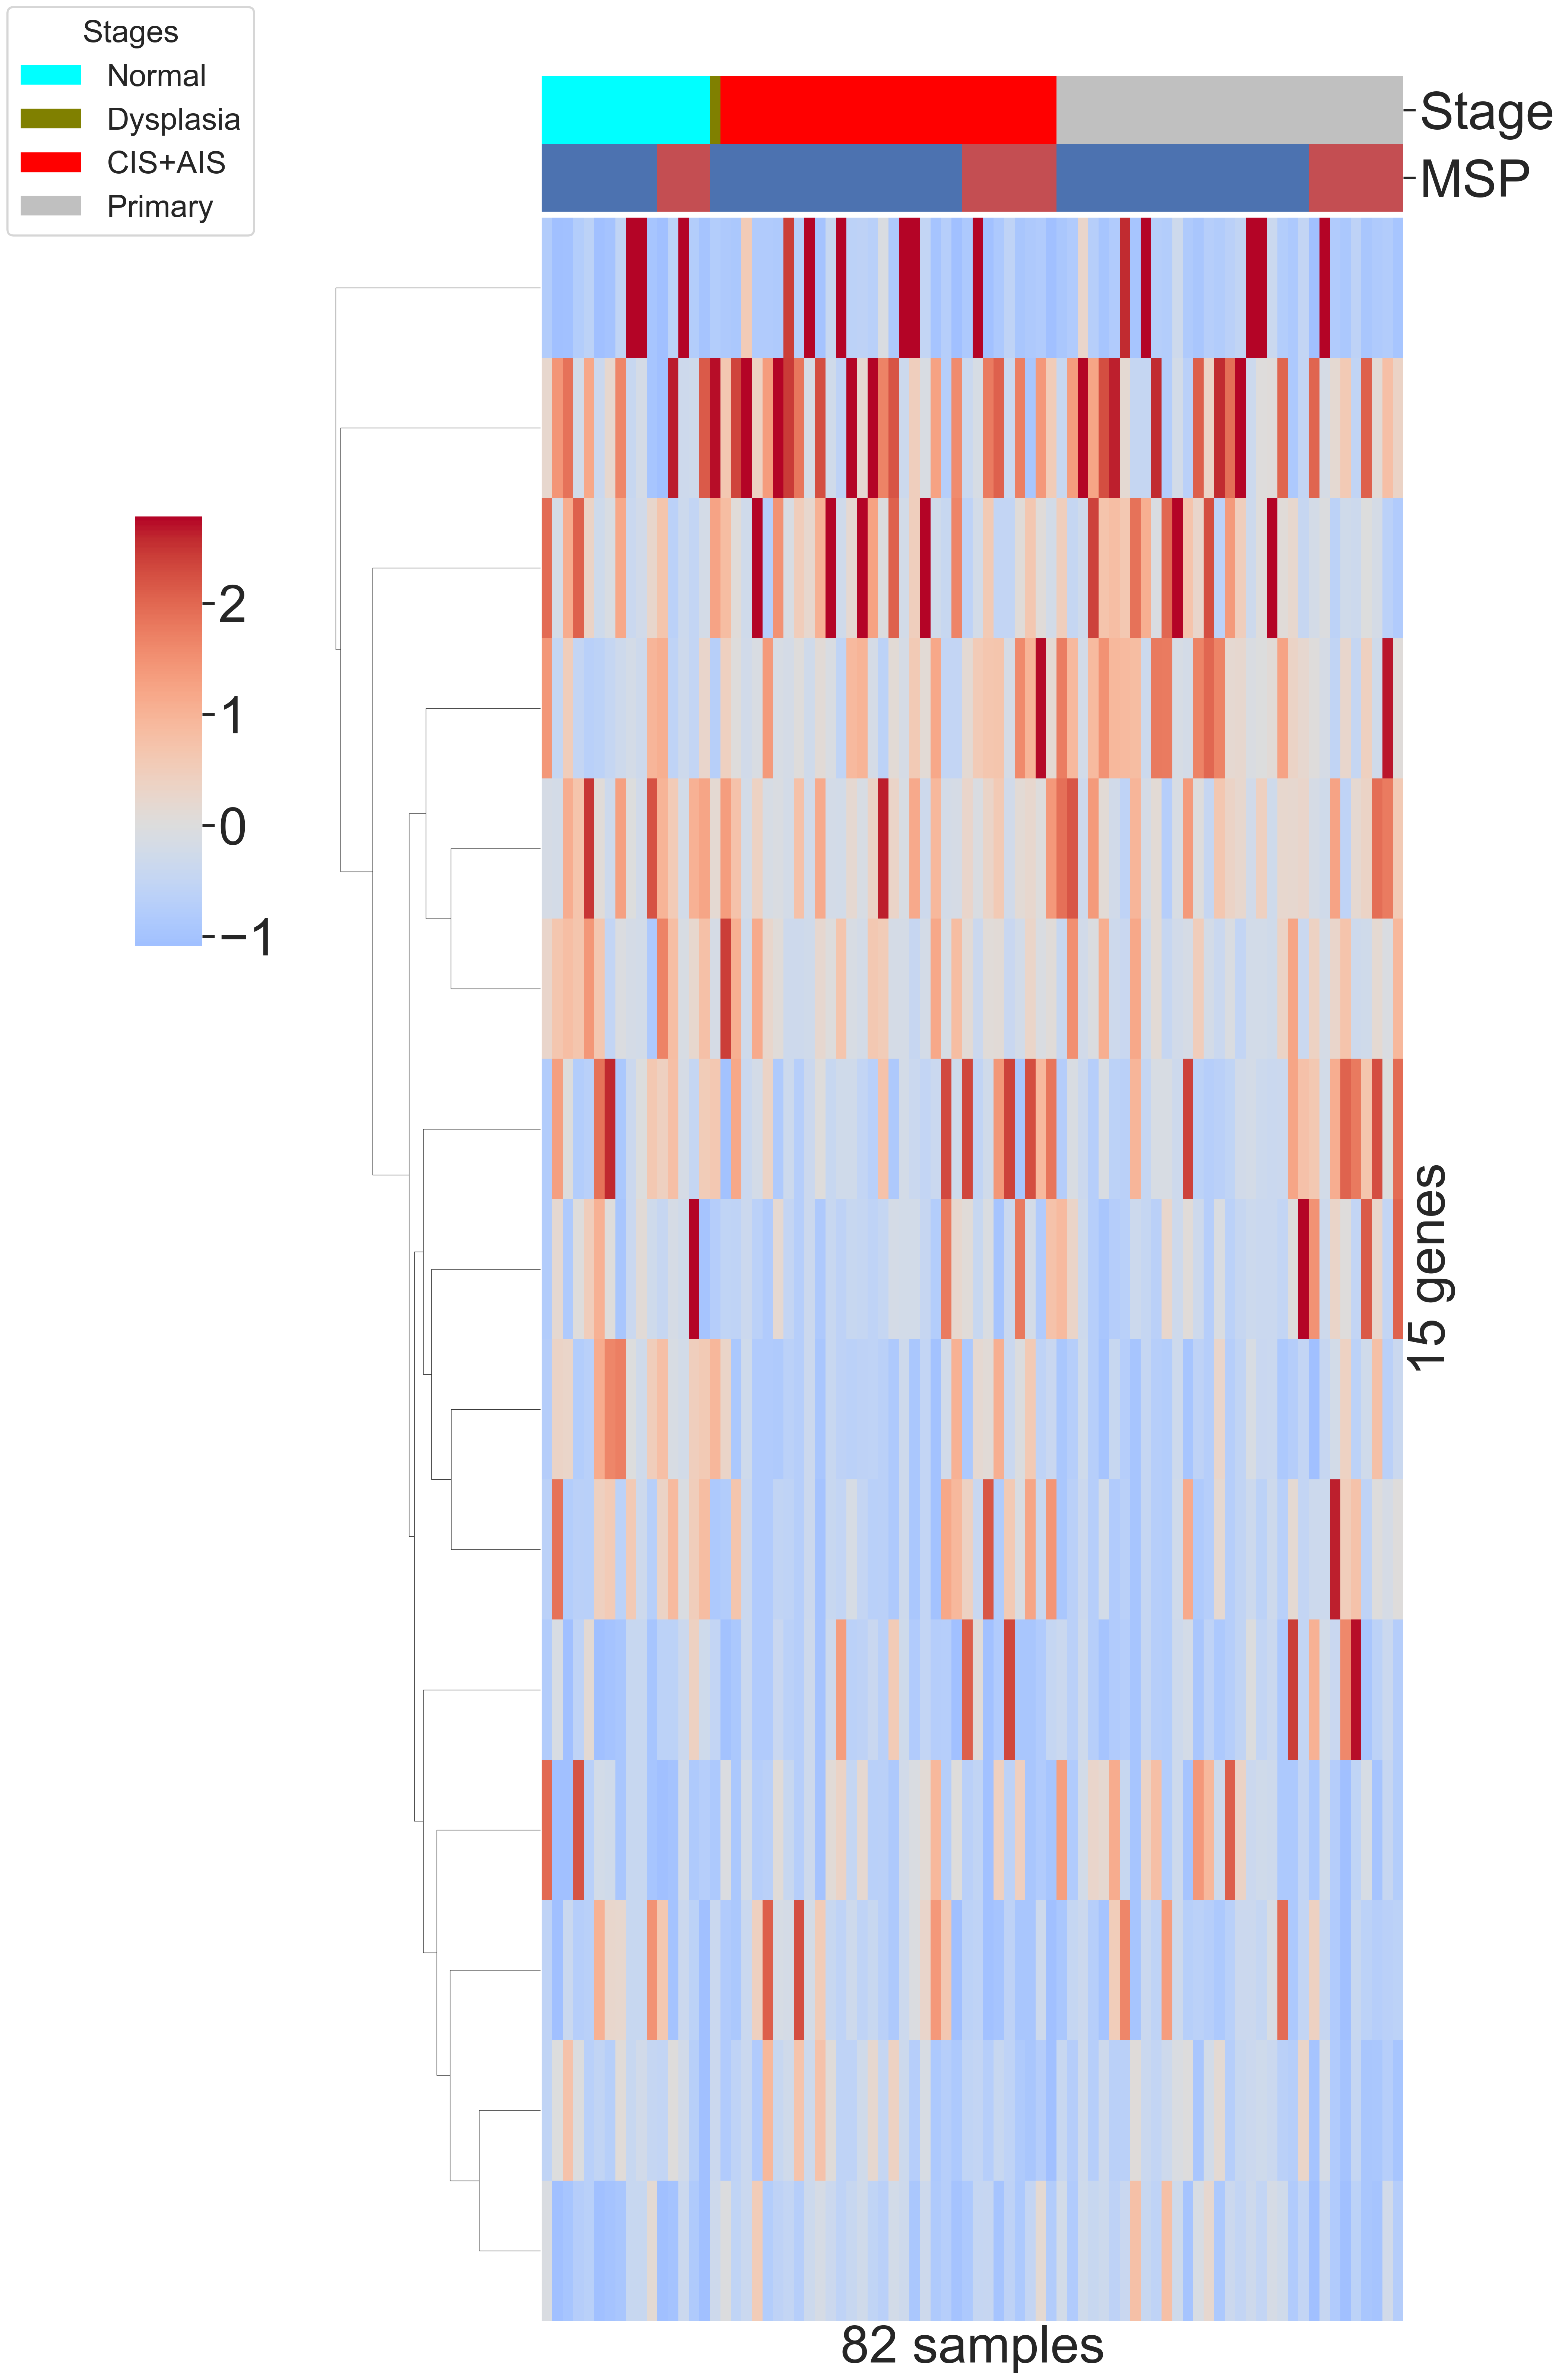 Stages
Normal
Dysplasia
CIS+AIS
Primary
Stage
MSP
2
1
0
−1
15 genes
82 samples